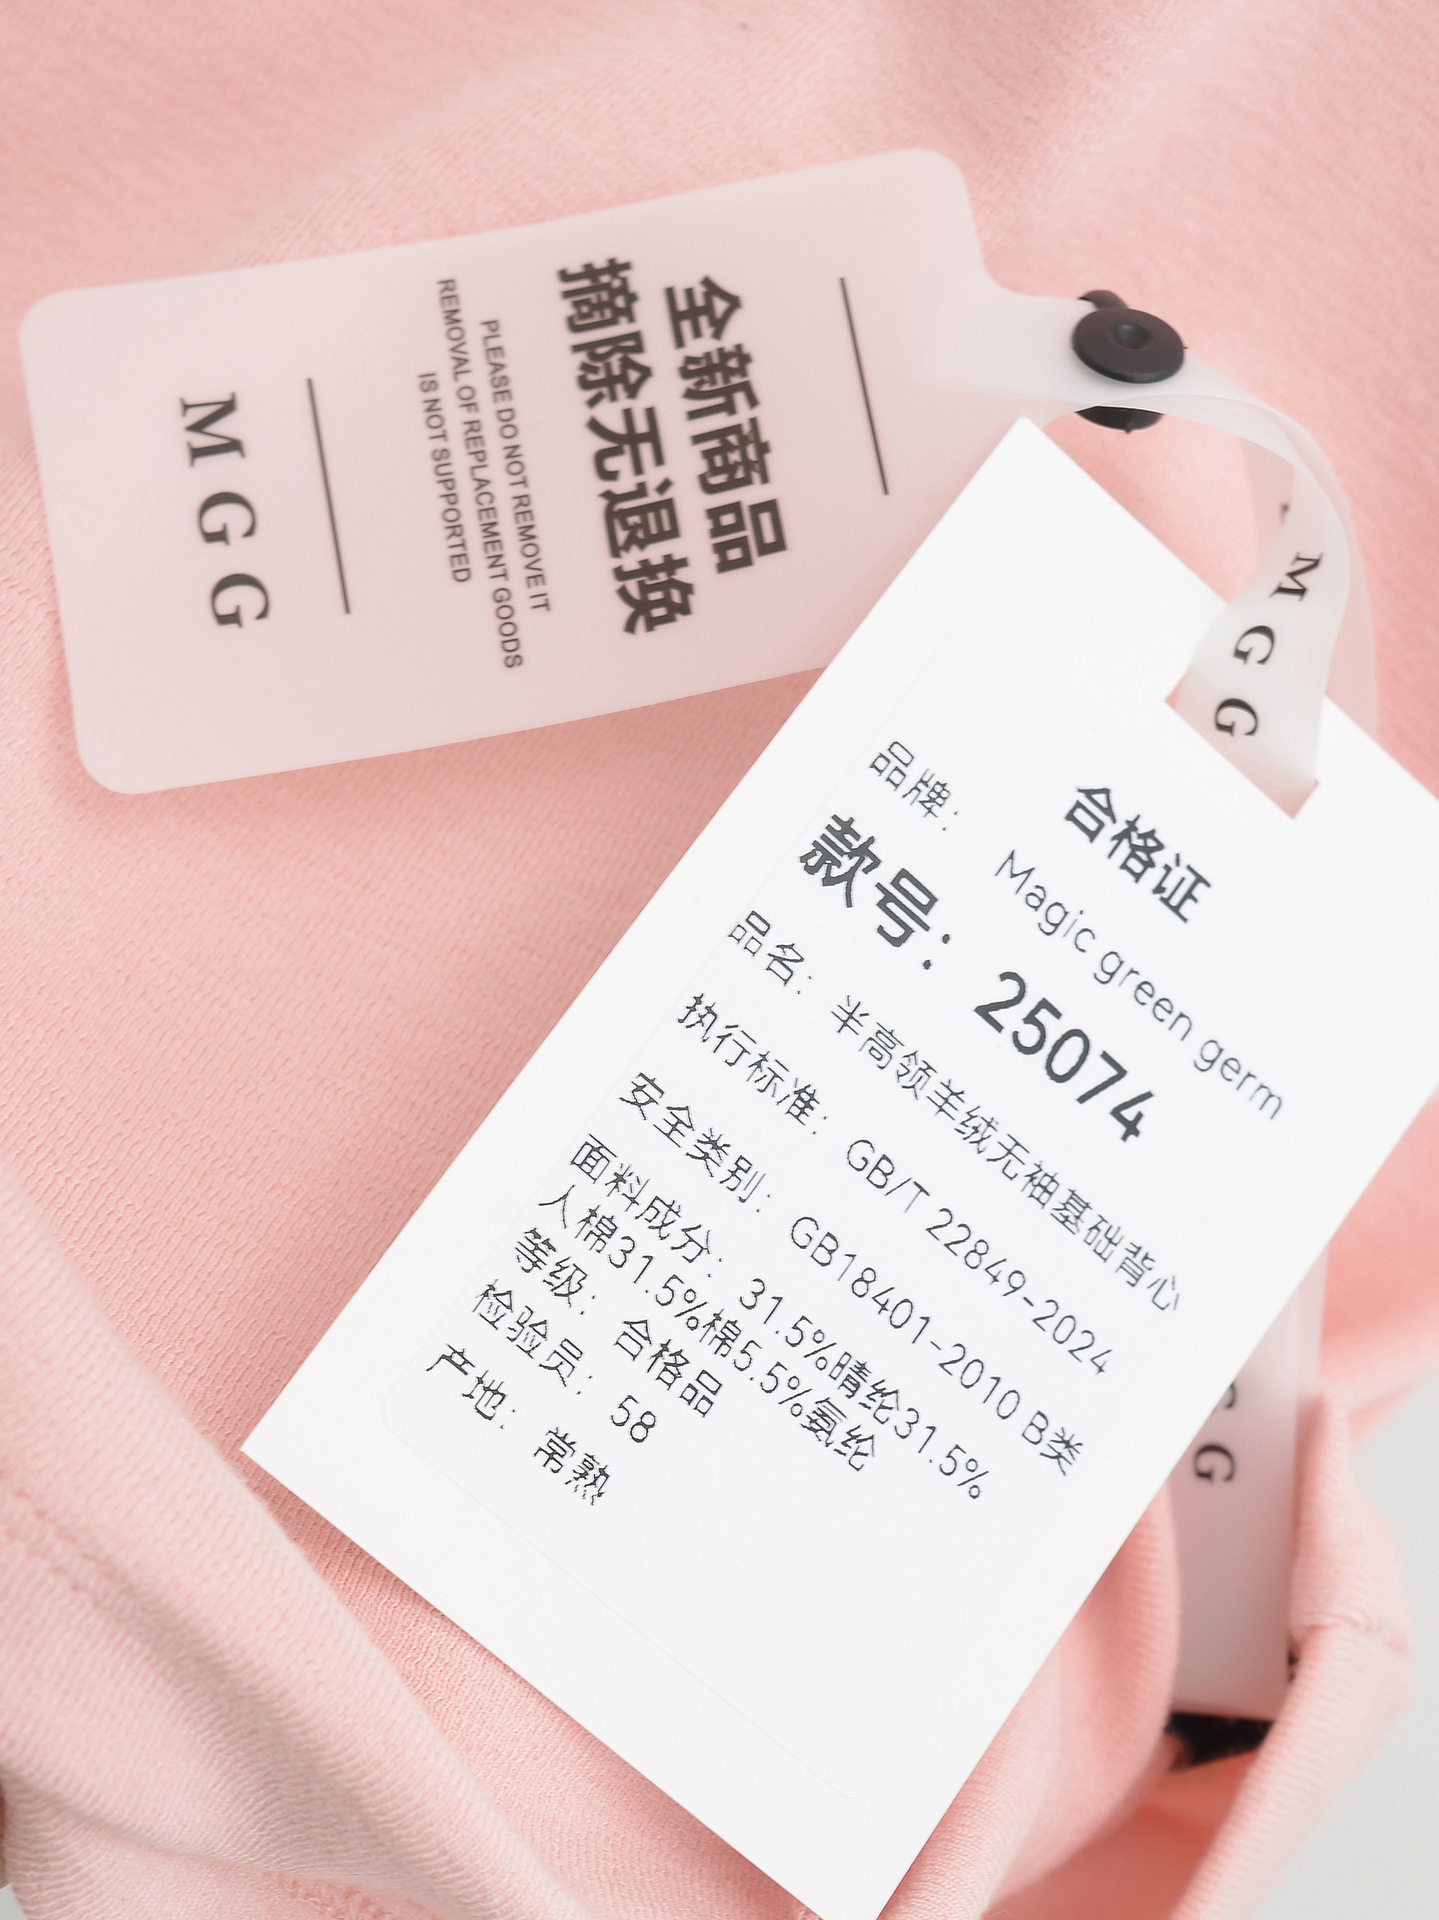 全新商品
摘除无退换
PLEASE DO NOT REMOVE IT
REMOVAL OF REPLACEMENT GOODS
IS NOT SUPPORTED
MGG
MGG
合格证
品牌: Magic green germ
款号: 25074
品名: 半高领羊绒无袖基础背心
执行标准: GB/T 22849-2024
安全类别: GB18401-2010 B类
面料成分: 31.5%晴纶31.5%
人棉31.5%棉5.5%氨纶
等级: 合格品
检验员: 58
产地: 常熟
G